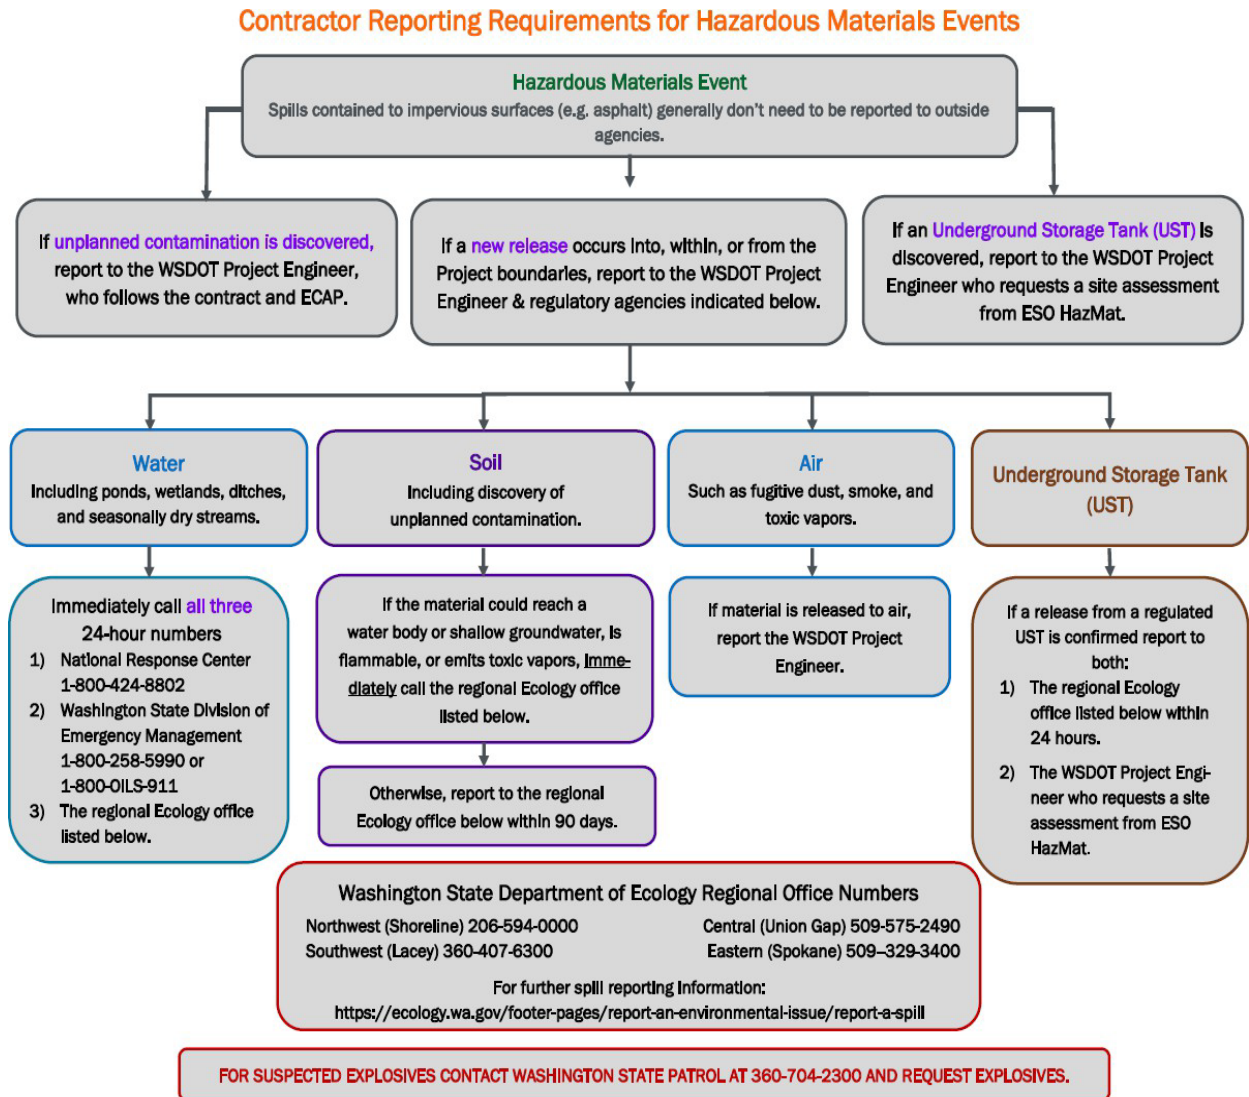 Contractor Reporting Requirements for Hazardous Materials Events
Hazardous Materials Event
Spills contained to impervious surfaces (e.g. asphalt) generally don't need to be reported to outside
agencies.
If unplanned contamination is discovered,
report to the WSDOT Project Engineer,
who follows the contract and ECAP.
If a new release occurs into, within, or from the
Project boundaries, report to the WSDOT Project
Engineer & regulatory agencies indicated below.
If an Underground Storage Tank (UST) is
discovered, report to the WSDOT Project
Engineer who requests a site assessment
from ESO HazMat.
Water
Including ponds, wetlands, ditches,
and seasonally dry streams.
Soil
Including discovery of
unplanned contamination.
Air
Such as fugitive dust, smoke, and
toxic vapors.
Underground Storage Tank
(UST)
Immediately call all three
24-hour numbers
1) National Response Center
1-800-424-8802
2) Washington State Division of
Emergency Management
1-800-258-5990 or
1-800-OILS-911
3) The regional Ecology office
listed below.
If the material could reach a
water body or shallow groundwater, is
flammable, or emits toxic vapors, Imme-
diately call the regional Ecology office
listed below.
Otherwise, report to the regional
Ecology office below within 90 days.
If material is released to air,
report the WSDOT Project
Engineer.
If a release from a regulated
UST is confirmed report to
both:
1) The regional Ecology
office listed below within
24 hours.
2) The WSDOT Project Engi-
neer who requests a site
assessment from ESO
HazMat.
Washington State Department of Ecology Regional Office Numbers
Northwest (Shoreline) 206-594-0000 Central (Union Gap) 509-575-2490
Southwest (Lacey) 360-407-6300 Eastern (Spokane) 509–329-3400
For further spill reporting information:
https://ecology.wa.gov/footer-pages/report-an-environmental-issue/report-a-spill
FOR SUSPECTED EXPLOSIVES CONTACT WASHINGTON STATE PATROL AT 360-704-2300 AND REQUEST EXPLOSIVES.